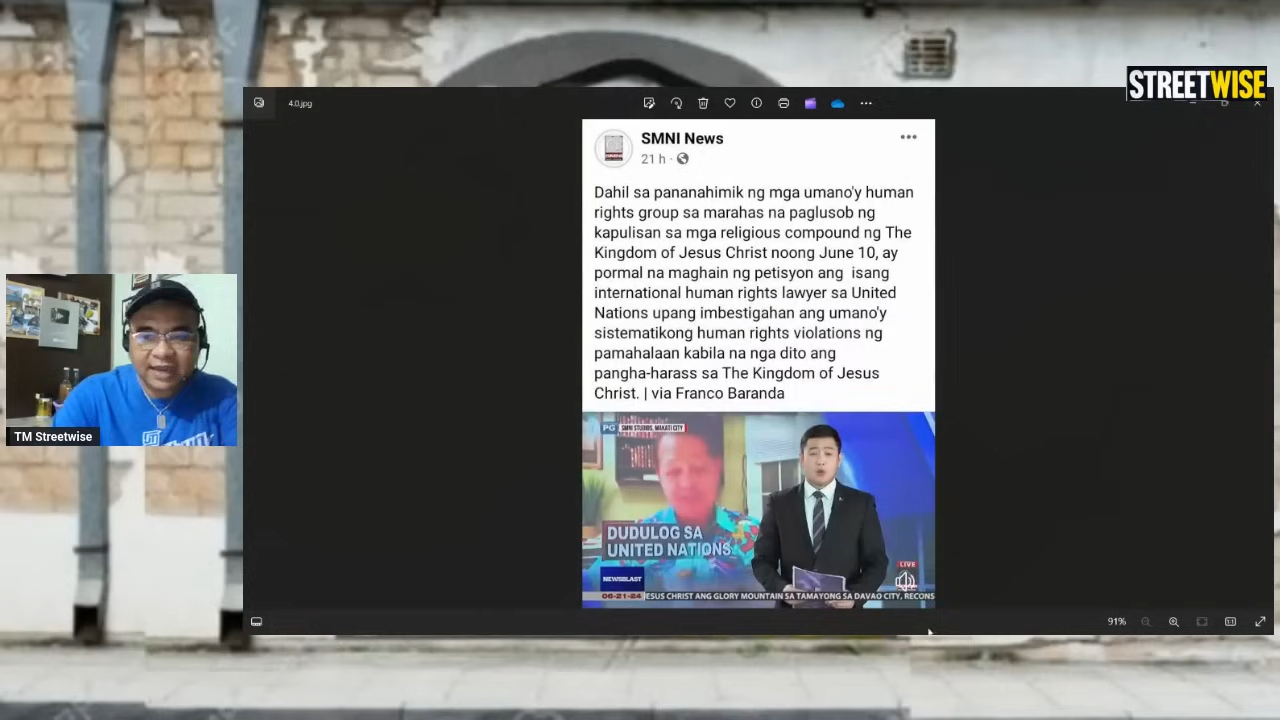 STREETWISE
4.0.jpg
SMNI News
21 h ·
Dahil sa pananahimik ng mga umano'y human
rights group sa marahas na paglusob ng
kapulisan sa mga religious compound ng The
Kingdom of Jesus Christ noong June 10, ay
pormal na maghain ng petisyon ang isang
international human rights lawyer sa United
Nations upang imbestigahan ang umano'y
sistematikong human rights violations ng
pamahalaan kabila na nga dito ang
pangha-harass sa The Kingdom of Jesus
Christ. | via Franco Baranda
PG
SMNI STUDIOS, MAKATI CITY
TM Streetwise
DUDULOG SA
UNITED NATIONS
LIVE
NEWSBLAST
06-21-24
ESUS CHRIST ANG GLORY MOUNTAIN SA TAMAYONG SA DAVAO CITY, RECONS
91%